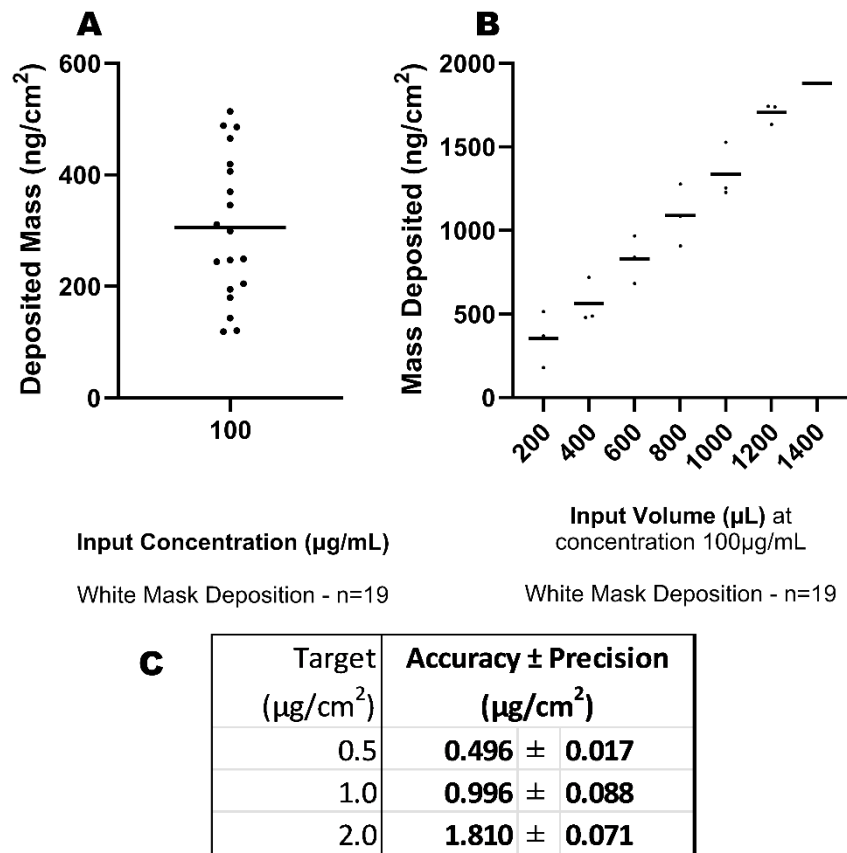 A
Deposited Mass (ng/cm²)
600
400
200
0
100
Input Concentration (µg/mL)
White Mask Deposition - n=19
B
Mass Deposited (ng/cm²)
2000
1500
1000
500
0
200
400
600
800
1000
1200
1400
Input Volume (µL) at
concentration 100µg/mL
White Mask Deposition - n=19
C
Target Accuracy ± Precision
(µg/cm²) (µg/cm²)
0.5 0.496 ± 0.017
1.0 0.996 ± 0.088
2.0 1.810 ± 0.071